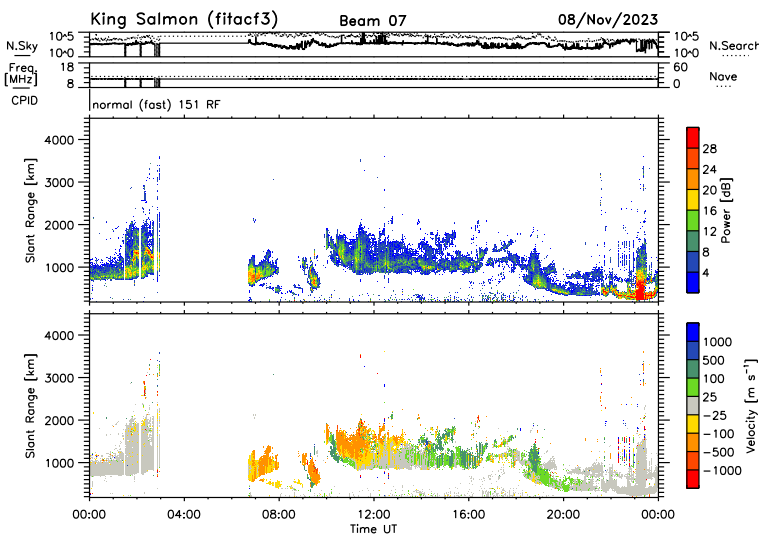 King Salmon (fitacf3)
Beam 07
08/Nov/2023
N.Sky
10^5
10^0
10^5
10^0
N.Search
Freq.
[MHz]
18
8
60
0
Nave
CPID
normal (fast) 151 RF
Slant Range [km]
4000
3000
2000
1000
28
24
20
16
12
8
4
Power [dB]
Slant Range [km]
4000
3000
2000
1000
1000
500
100
25
-25
-100
-500
-1000
Velocity [m s⁻¹]
00:00
04:00
08:00
12:00
16:00
20:00
00:00
Time UT